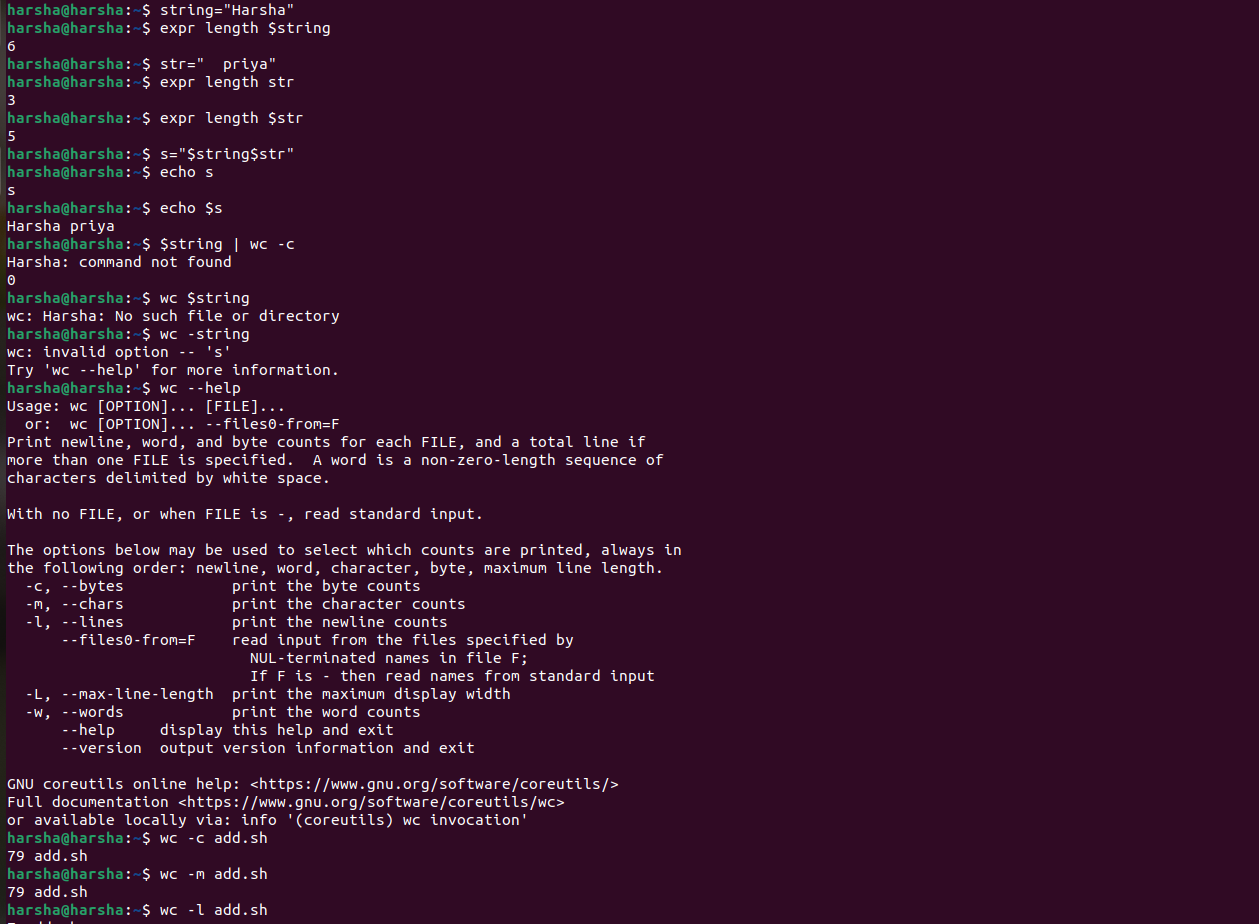 harsha@harsha:~$ string="Harsha"
harsha@harsha:~$ expr length $string
6
harsha@harsha:~$ str="  priya"
harsha@harsha:~$ expr length str
3
harsha@harsha:~$ expr length $str
5
harsha@harsha:~$ s="$string$str"
harsha@harsha:~$ echo s
s
harsha@harsha:~$ echo $s
Harsha priya
harsha@harsha:~$ $string | wc -c
Harsha: command not found
0
harsha@harsha:~$ wc $string
wc: Harsha: No such file or directory
harsha@harsha:~$ wc -string
wc: invalid option -- 's'
Try 'wc --help' for more information.
harsha@harsha:~$ wc --help
Usage: wc [OPTION]... [FILE]...
  or:  wc [OPTION]... --files0-from=F
Print newline, word, and byte counts for each FILE, and a total line if
more than one FILE is specified.  A word is a non-zero-length sequence of
characters delimited by white space.

With no FILE, or when FILE is -, read standard input.

The options below may be used to select which counts are printed, always in
the following order: newline, word, character, byte, maximum line length.
  -c, --bytes            print the byte counts
  -m, --chars            print the character counts
  -l, --lines            print the newline counts
      --files0-from=F    read input from the files specified by
                           NUL-terminated names in file F;
                           If F is - then read names from standard input
  -L, --max-line-length  print the maximum display width
  -w, --words            print the word counts
      --help     display this help and exit
      --version  output version information and exit

GNU coreutils online help: <https://www.gnu.org/software/coreutils/>
Full documentation <https://www.gnu.org/software/coreutils/wc>
or available locally via: info '(coreutils) wc invocation'
harsha@harsha:~$ wc -c add.sh
79 add.sh
harsha@harsha:~$ wc -m add.sh
79 add.sh
harsha@harsha:~$ wc -l add.sh